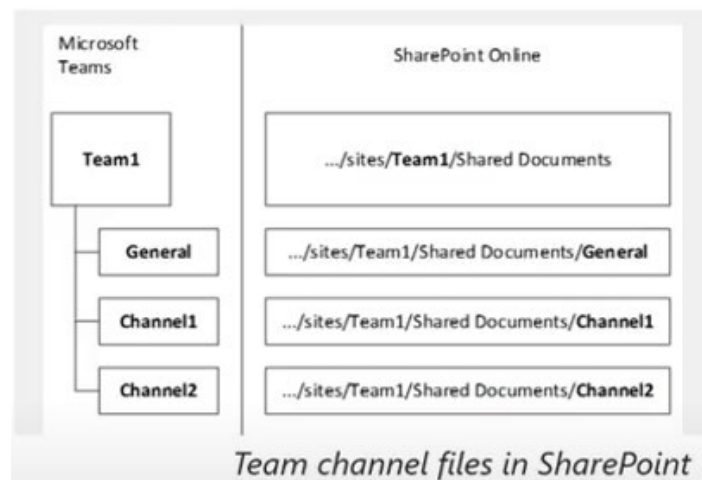 Microsoft
Teams
SharePoint Online
Team1
.../sites/Team1/Shared Documents
General
.../sites/Team1/Shared Documents/General
Channel1
.../sites/Team1/Shared Documents/Channel1
Channel2
.../sites/Team1/Shared Documents/Channel2
Team channel files in SharePoint